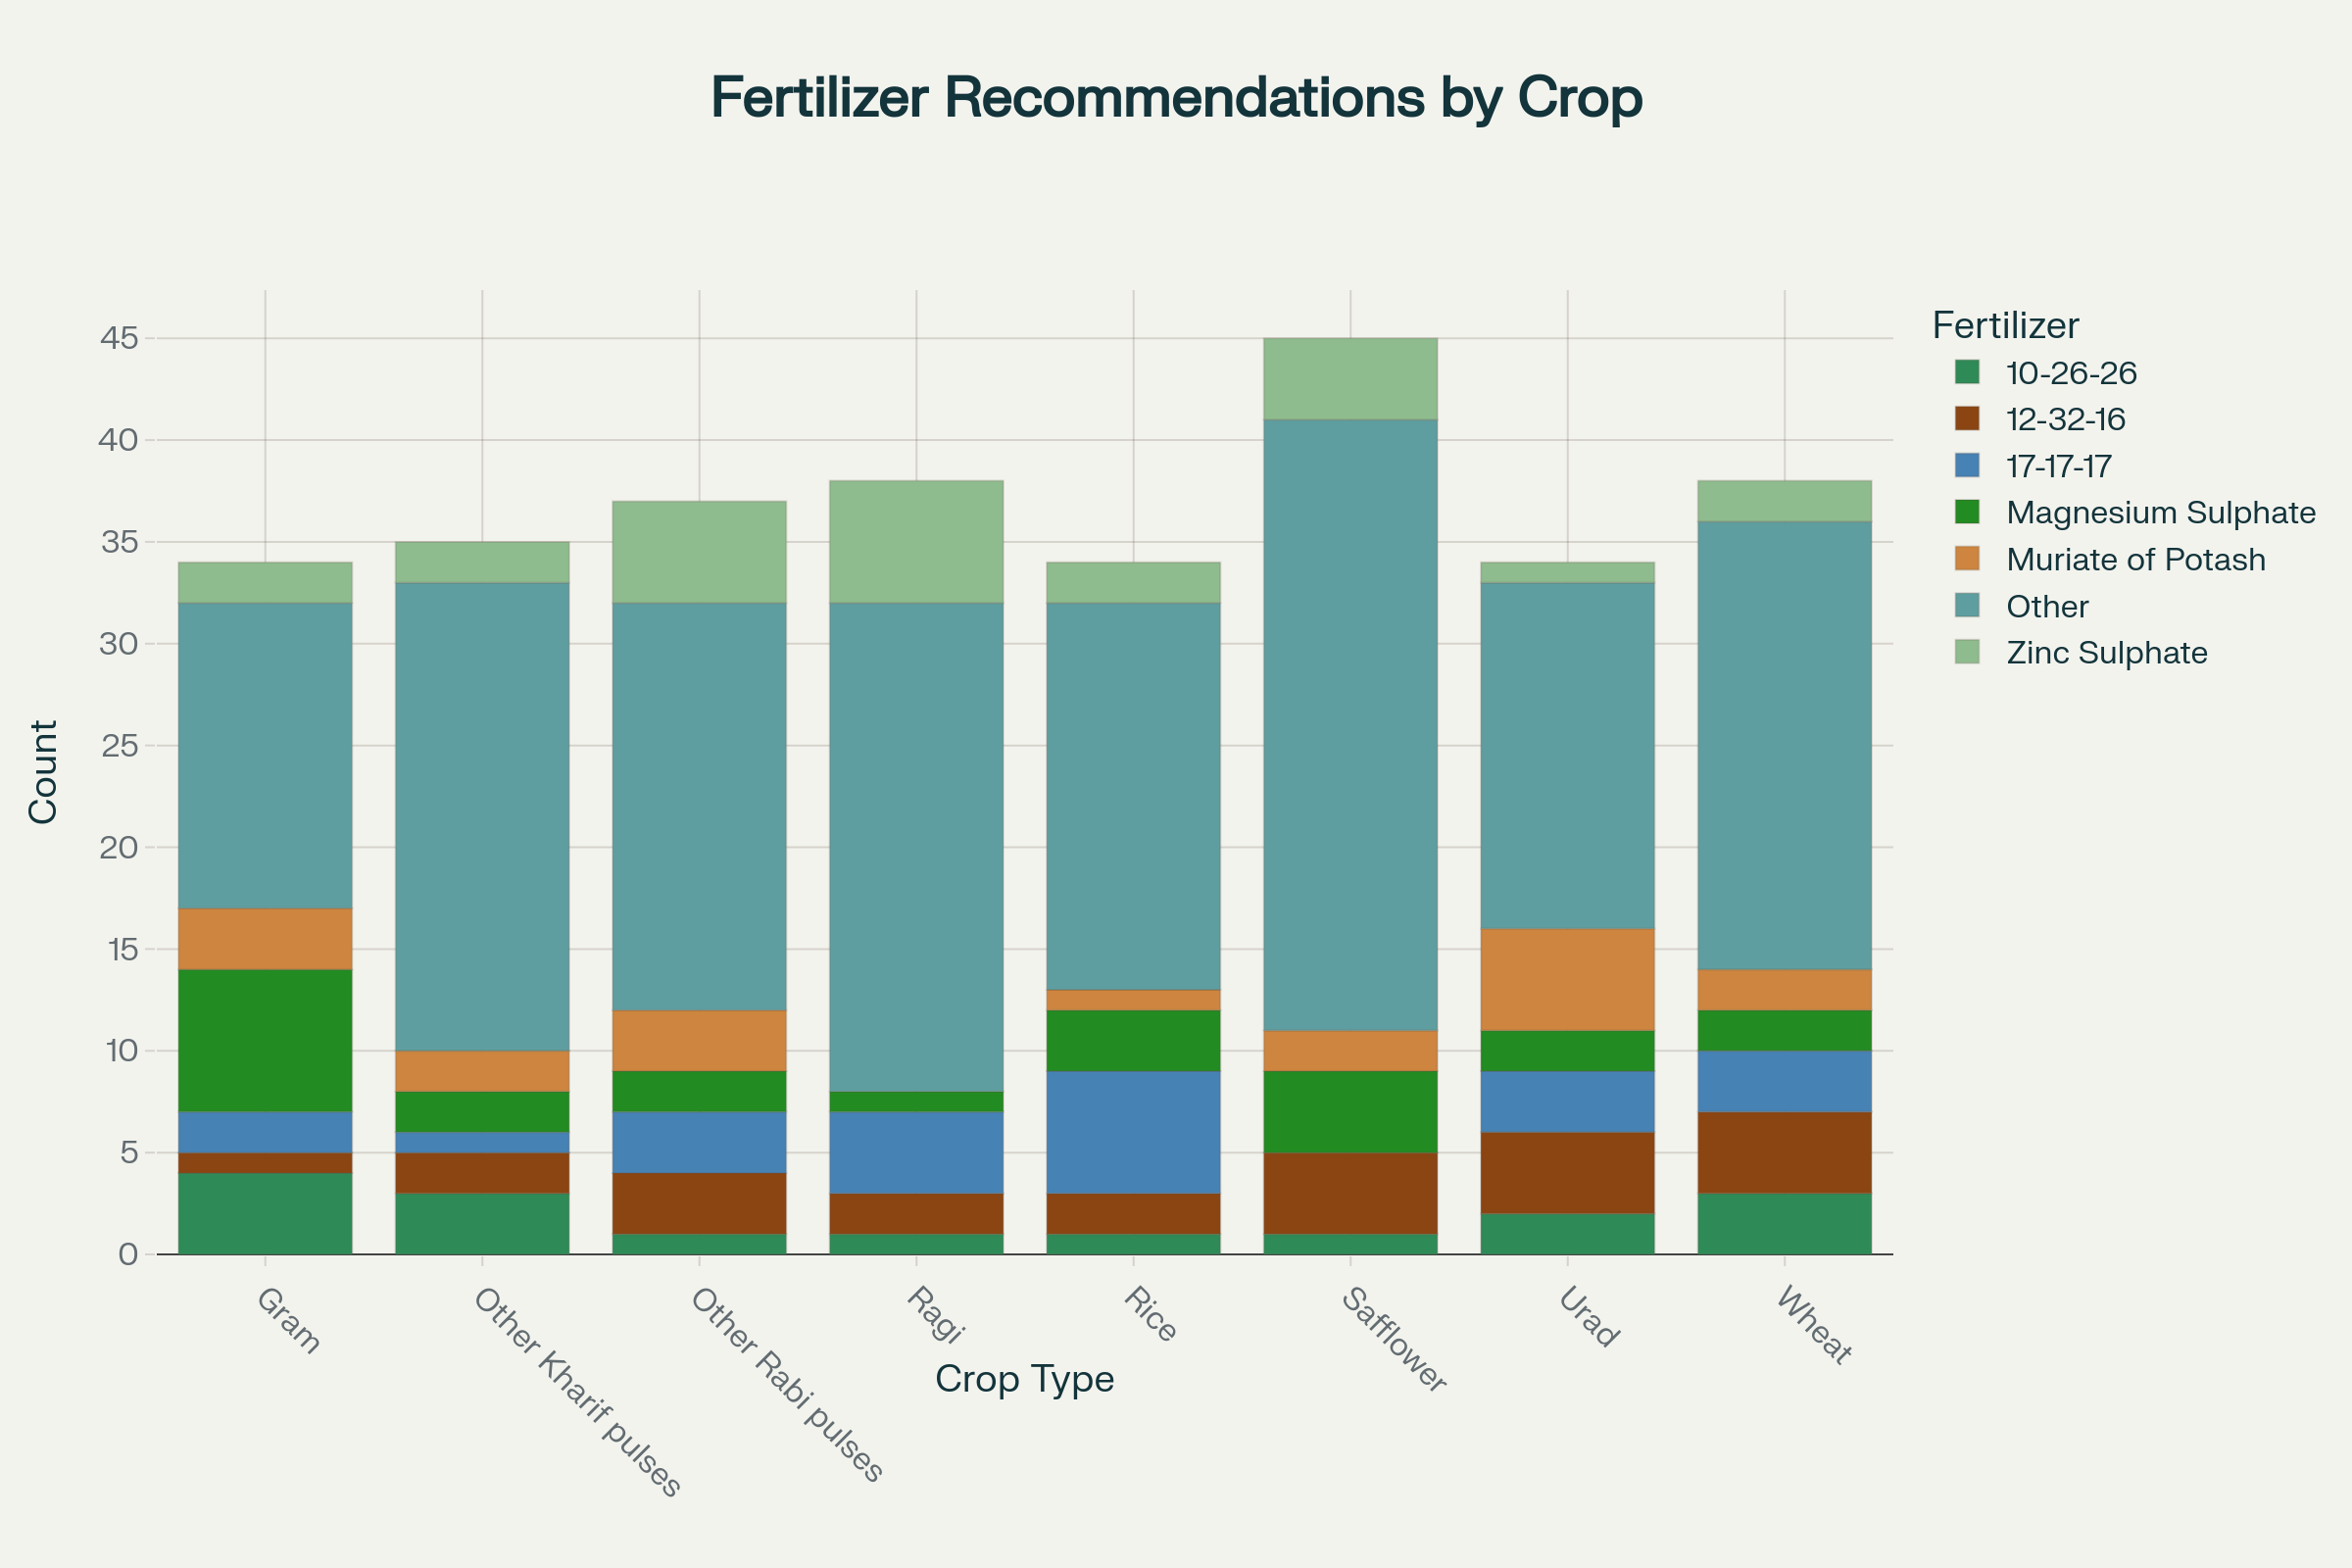 Fertilizer Recommendations by Crop
Fertilizer
10-26-26
12-32-16
17-17-17
Magnesium Sulphate
Muriate of Potash
Other
Zinc Sulphate
Count
45
40
35
30
25
20
15
10
5
0
Gram
Other Kharif pulses
Other Rabi pulses
Ragi
Rice
Safflower
Urad
Wheat
Crop Type